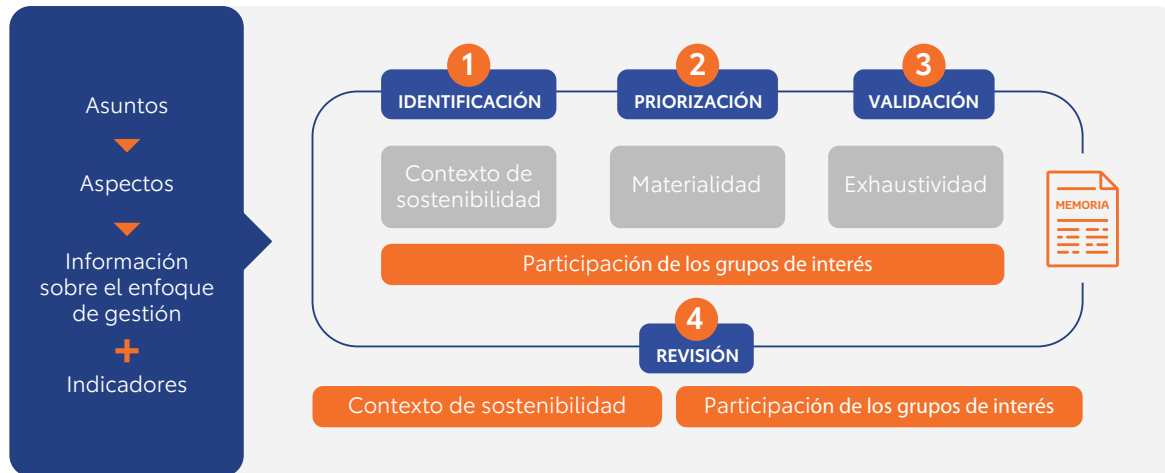 Asuntos
Aspectos
Información
sobre el enfoque
de gestión
+
Indicadores
1
IDENTIFICACIÓN
2
PRIORIZACIÓN
3
VALIDACIÓN
Contexto de
sostenibilidad
Materialidad
Exhaustividad
MEMORIA
Participación de los grupos de interés
4
REVISIÓN
Contexto de sostenibilidad
Participación de los grupos de interés